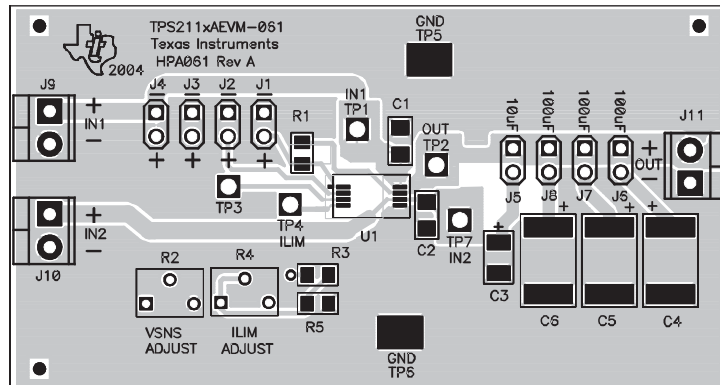 TPS211xAEVM-061
Texas Instruments
HPA061 Rev A
2004
GND
TP5
J9
J4
J3
J2
J1
R1
IN1
TP1
C1
OUT
TP2
10uF
100uF
100uF
100uF
J11
+
IN1
−
+
+
+
+
+
OUT
−
J5
J8
J7
J6
TP3
TP4
ILIM
U1
C2
TP7
IN2
+
+
+
+
+
IN2
−
J10
R2
R4
R3
R5
C3
C6
C5
C4
VSNS
ADJUST
ILIM
ADJUST
GND
TP6